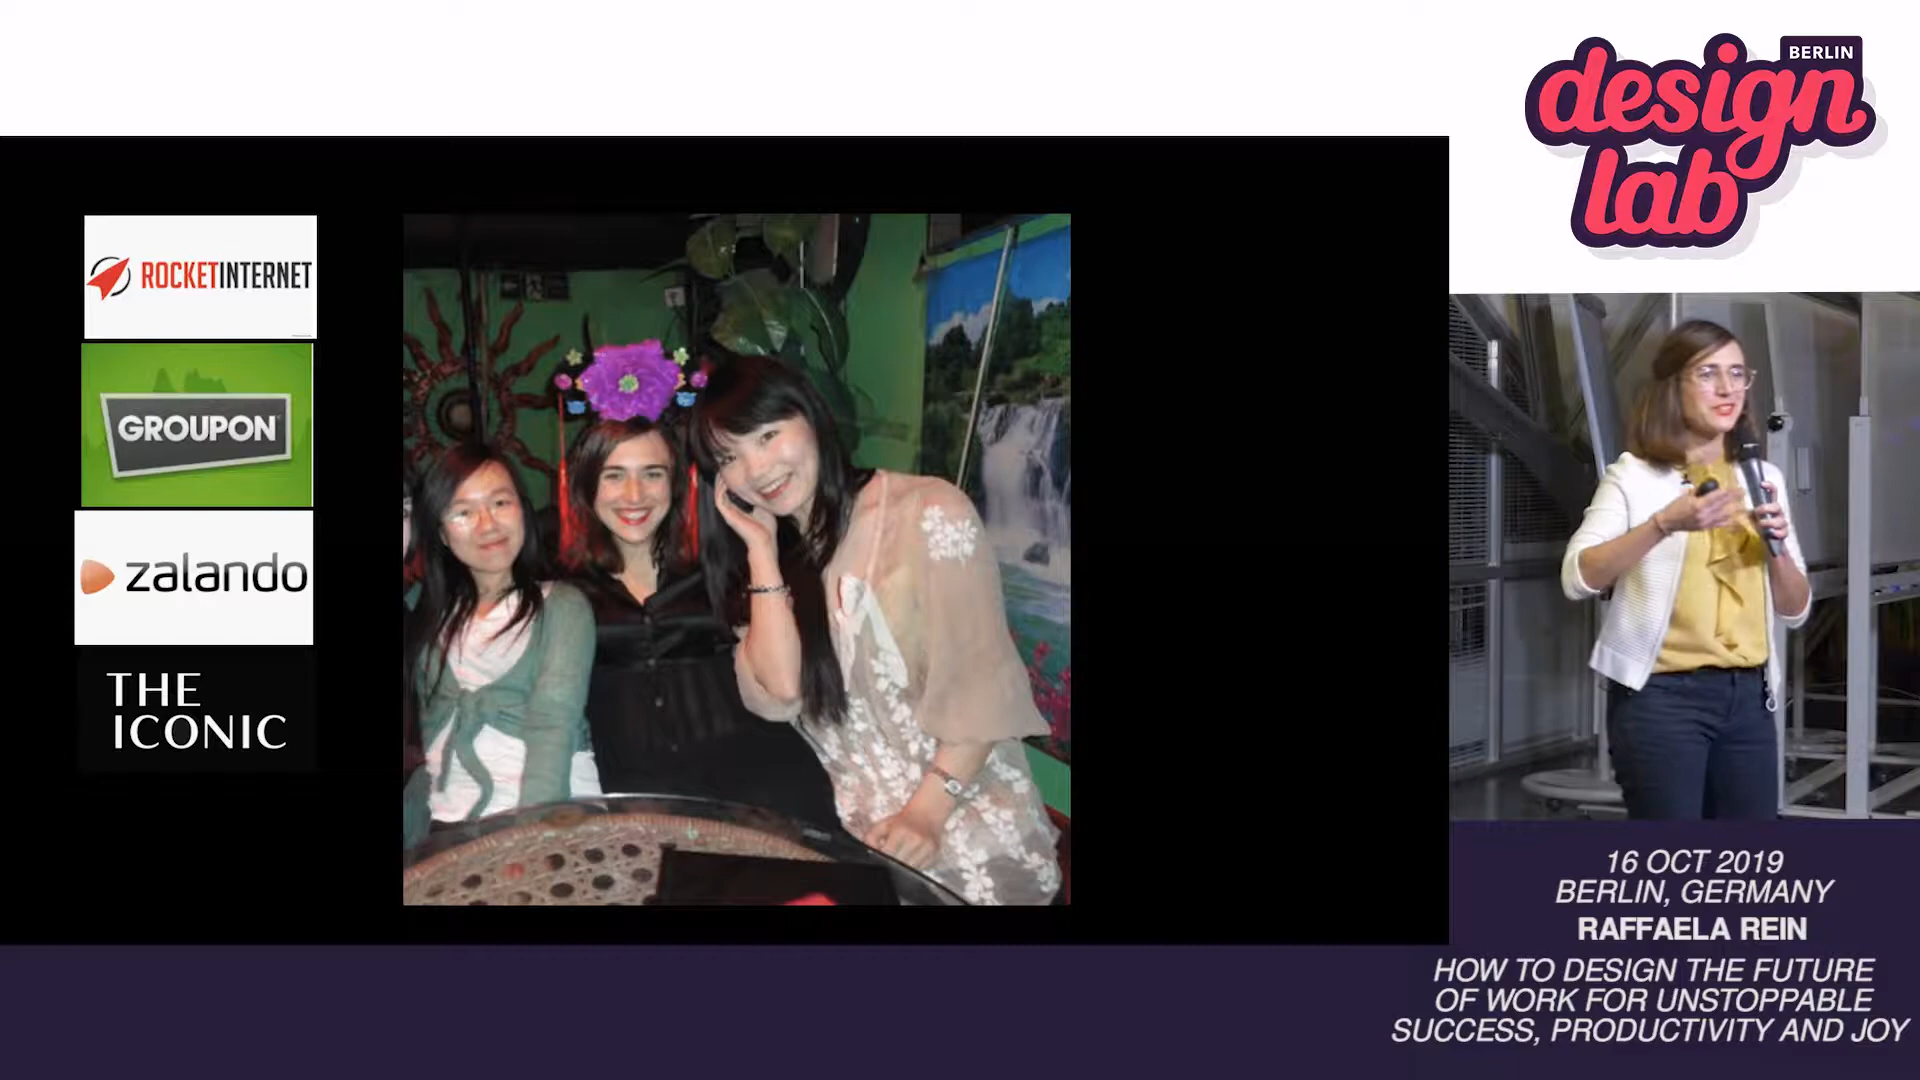 BERLIN
design
lab
ROCKETINTERNET
GROUPON
zalando
THE
ICONIC
16 OCT 2019
BERLIN, GERMANY
RAFFAELA REIN
HOW TO DESIGN THE FUTURE
OF WORK FOR UNSTOPPABLE
SUCCESS, PRODUCTIVITY AND JOY